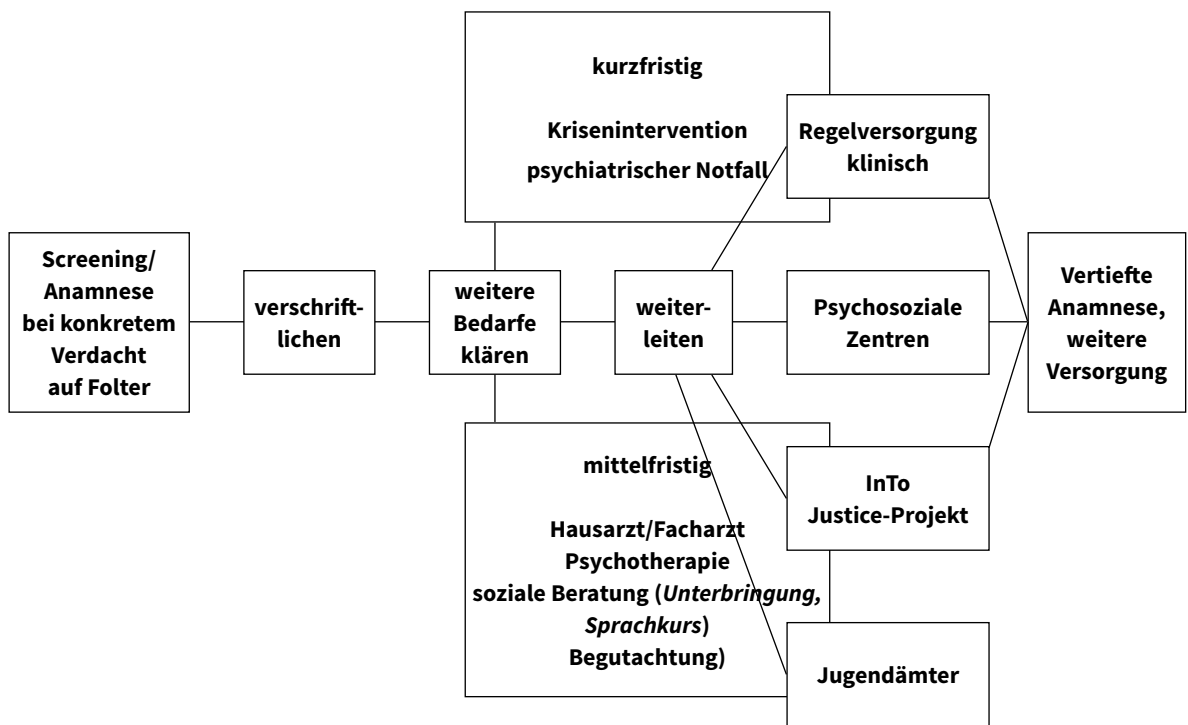 Screening/
Anamnese
bei konkretem
Verdacht
auf Folter
verschrift-
lichen
weitere
Bedarfe
klären
kurzfristig
Krisenintervention
psychiatrischer Notfall
mittelfristig
Hausarzt/Facharzt
Psychotherapie
soziale Beratung (Unterbringung,
Sprachkurs)
Begutachtung)
weiter-
leiten
Regelversorgung
klinisch
Psychosoziale
Zentren
InTo
Justice-Projekt
Jugendämter
Vertiefte
Anamnese,
weitere
Versorgung